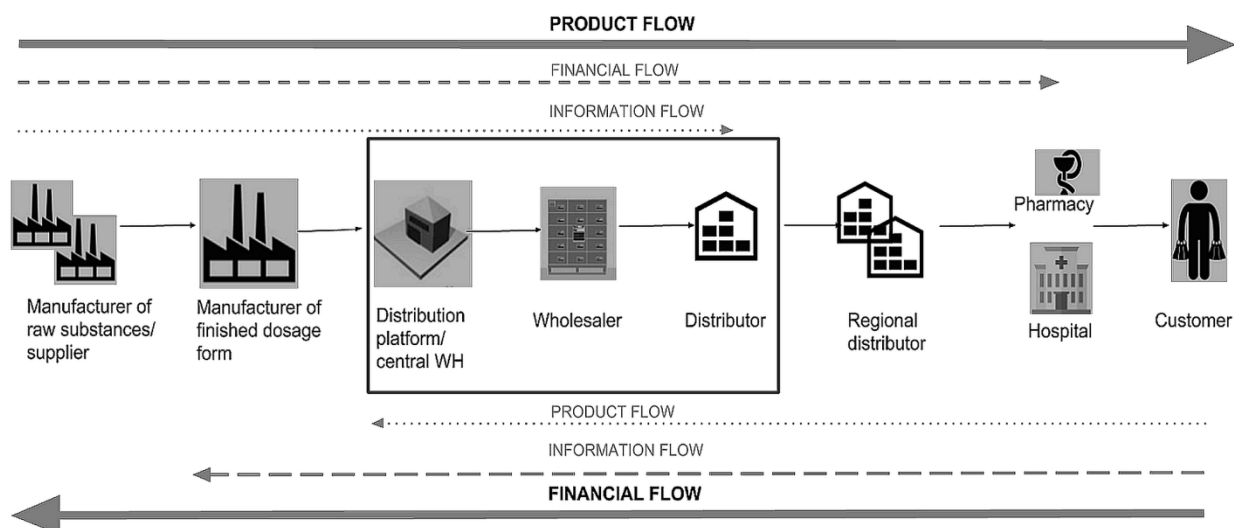 PRODUCT FLOW
FINANCIAL FLOW
INFORMATION FLOW
Pharmacy
Manufacturer of
raw substances/
supplier
Manufacturer of
finished dosage
form
Distribution
platform/
central WH
Wholesaler
Distributor
Regional
distributor
Hospital
Customer
PRODUCT FLOW
INFORMATION FLOW
FINANCIAL FLOW